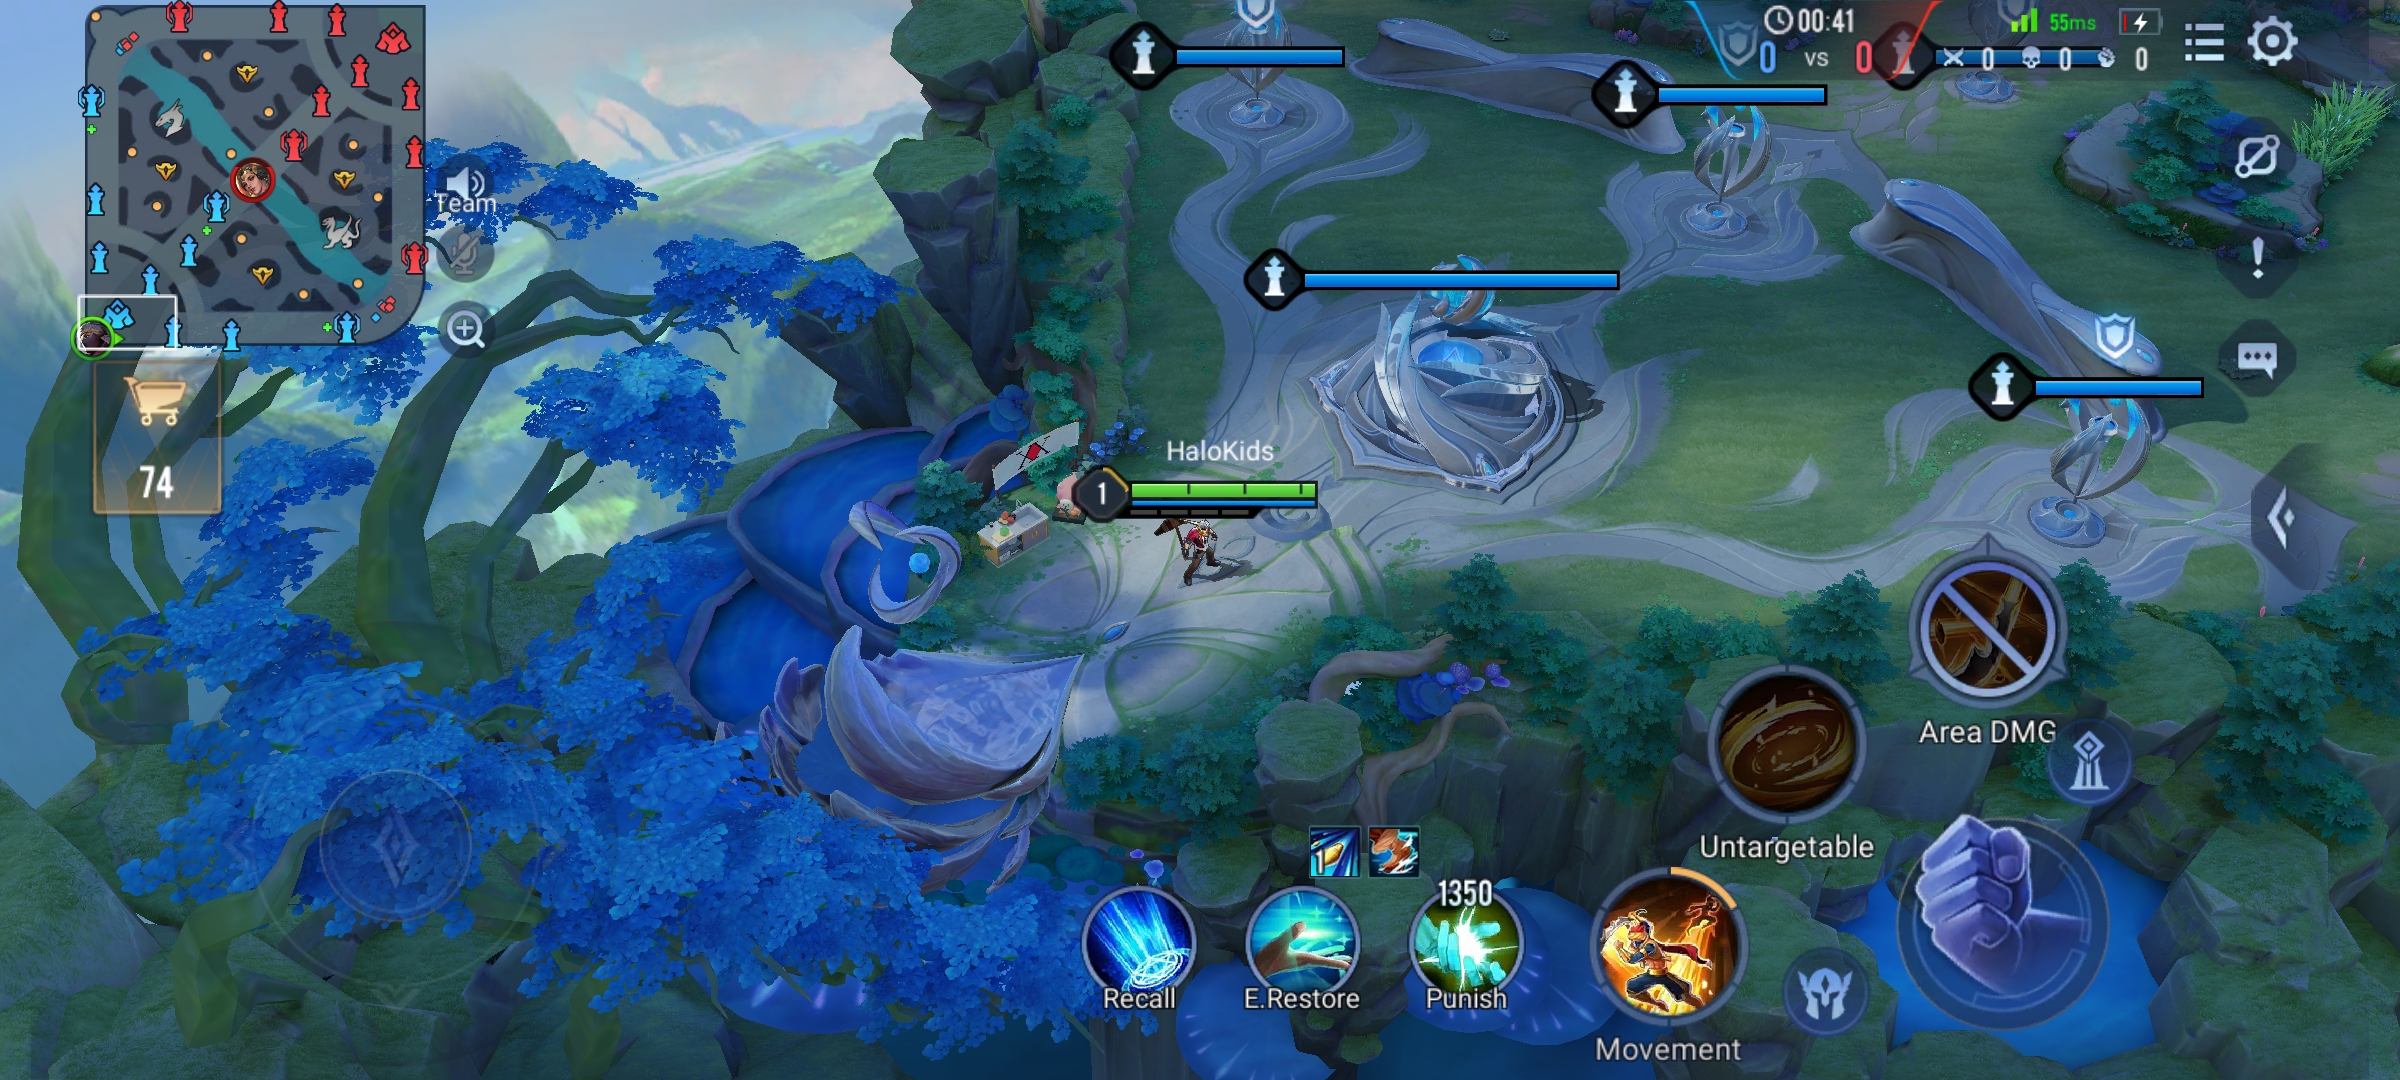 00:41
55ms
0 vs 0
0 0 0
Team
74
HaloKids
1
Area DMG
Untargetable
1
1350
Recall
E.Restore
Punish
Movement